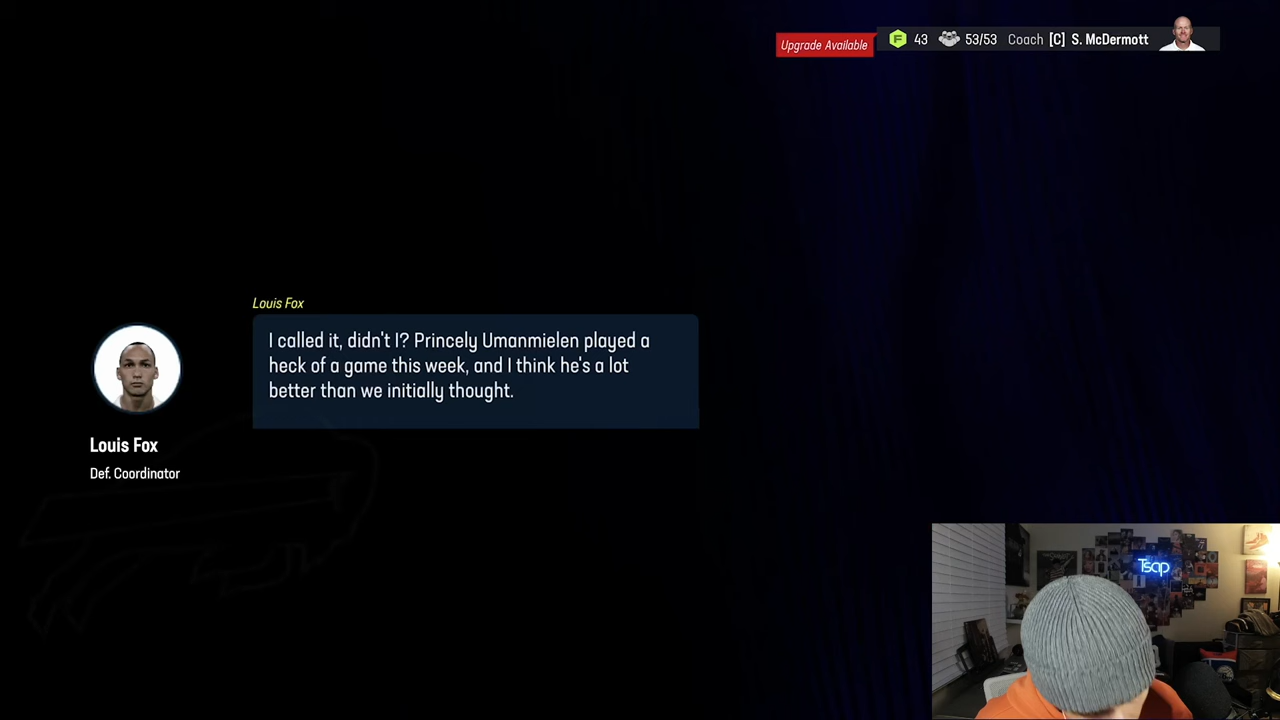 Upgrade Available
43
53/53
Coach [C] S. McDermott
Louis Fox
I called it, didn't I? Princely Umanmielen played a
heck of a game this week, and I think he's a lot
better than we initially thought.
Louis Fox
Def. Coordinator
Tsap